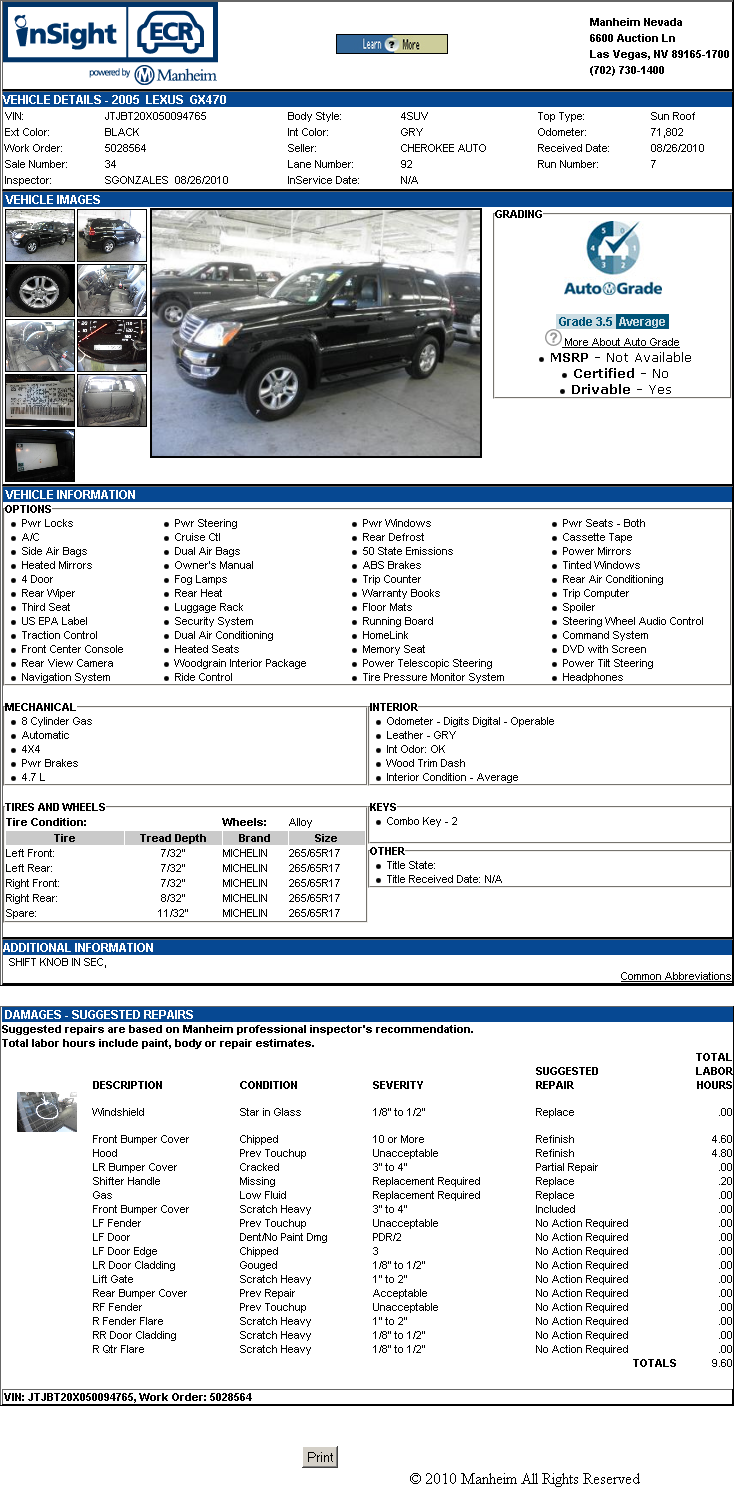 inSight ECR
powered by Manheim
Learn ? More
Manheim Nevada
6600 Auction Ln
Las Vegas, NV 89165-1700
(702) 730-1400
VEHICLE DETAILS - 2005 LEXUS GX470
VIN: JTJBT20X050094765 Body Style: 4SUV Top Type: Sun Roof
Ext Color: BLACK Int Color: GRY Odometer: 71,802
Work Order: 5028564 Seller: CHEROKEE AUTO Received Date: 08/26/2010
Sale Number: 34 Lane Number: 92 Run Number: 7
Inspector: SGONZALES 08/26/2010 InService Date: N/A
VEHICLE IMAGES
GRADING
5 0 1 4 3 2
AutoGrade
Grade 3.5 Average
? More About Auto Grade
• MSRP - Not Available
• Certified - No
• Drivable - Yes
VEHICLE INFORMATION
OPTIONS
• Pwr Locks • Pwr Steering • Pwr Windows • Pwr Seats - Both
• A/C • Cruise Ctl • Rear Defrost • Cassette Tape
• Side Air Bags • Dual Air Bags • 50 State Emissions • Power Mirrors
• Heated Mirrors • Owner's Manual • ABS Brakes • Tinted Windows
• 4 Door • Fog Lamps • Trip Counter • Rear Air Conditioning
• Rear Wiper • Rear Heat • Warranty Books • Trip Computer
• Third Seat • Luggage Rack • Floor Mats • Spoiler
• US EPA Label • Security System • Running Board • Steering Wheel Audio Control
• Traction Control • Dual Air Conditioning • HomeLink • Command System
• Front Center Console • Heated Seats • Memory Seat • DVD with Screen
• Rear View Camera • Woodgrain Interior Package • Power Telescopic Steering • Power Tilt Steering
• Navigation System • Ride Control • Tire Pressure Monitor System • Headphones
MECHANICAL
• 8 Cylinder Gas
• Automatic
• 4X4
• Pwr Brakes
• 4.7 L
INTERIOR
• Odometer - Digits Digital - Operable
• Leather - GRY
• Int Odor: OK
• Wood Trim Dash
• Interior Condition - Average
TIRES AND WHEELS
Tire Condition: Wheels: Alloy
Tire Tread Depth Brand Size
Left Front: 7/32" MICHELIN 265/65R17
Left Rear: 7/32" MICHELIN 265/65R17
Right Front: 7/32" MICHELIN 265/65R17
Right Rear: 8/32" MICHELIN 265/65R17
Spare: 11/32" MICHELIN 265/65R17
KEYS
• Combo Key - 2
OTHER
• Title State:
• Title Received Date: N/A
ADDITIONAL INFORMATION
SHIFT KNOB IN SEC,
Common Abbreviations
DAMAGES - SUGGESTED REPAIRS
Suggested repairs are based on Manheim professional inspector's recommendation.
Total labor hours include paint, body or repair estimates.
DESCRIPTION CONDITION SEVERITY SUGGESTED REPAIR TOTAL LABOR HOURS
Windshield Star in Glass 1/8" to 1/2" Replace .00
Front Bumper Cover Chipped 10 or More Refinish 4.60
Hood Prev Touchup Unacceptable Refinish 4.80
LR Bumper Cover Cracked 3" to 4" Partial Repair .00
Shifter Handle Missing Replacement Required Replace .20
Gas Low Fluid Replacement Required Replace .00
Front Bumper Cover Scratch Heavy 3" to 4" Included .00
LF Fender Prev Touchup Unacceptable No Action Required .00
LF Door Dent/No Paint Dmg PDR/2 No Action Required .00
LF Door Edge Chipped 3 No Action Required .00
LR Door Cladding Gouged 1/8" to 1/2" No Action Required .00
Lift Gate Scratch Heavy 1" to 2" No Action Required .00
Rear Bumper Cover Prev Repair Acceptable No Action Required .00
RF Fender Prev Touchup Unacceptable No Action Required .00
R Fender Flare Scratch Heavy 1" to 2" No Action Required .00
RR Door Cladding Scratch Heavy 1/8" to 1/2" No Action Required .00
R Qtr Flare Scratch Heavy 1/8" to 1/2" No Action Required .00
TOTALS 9.60
VIN: JTJBT20X050094765, Work Order: 5028564
Print
© 2010 Manheim All Rights Reserved